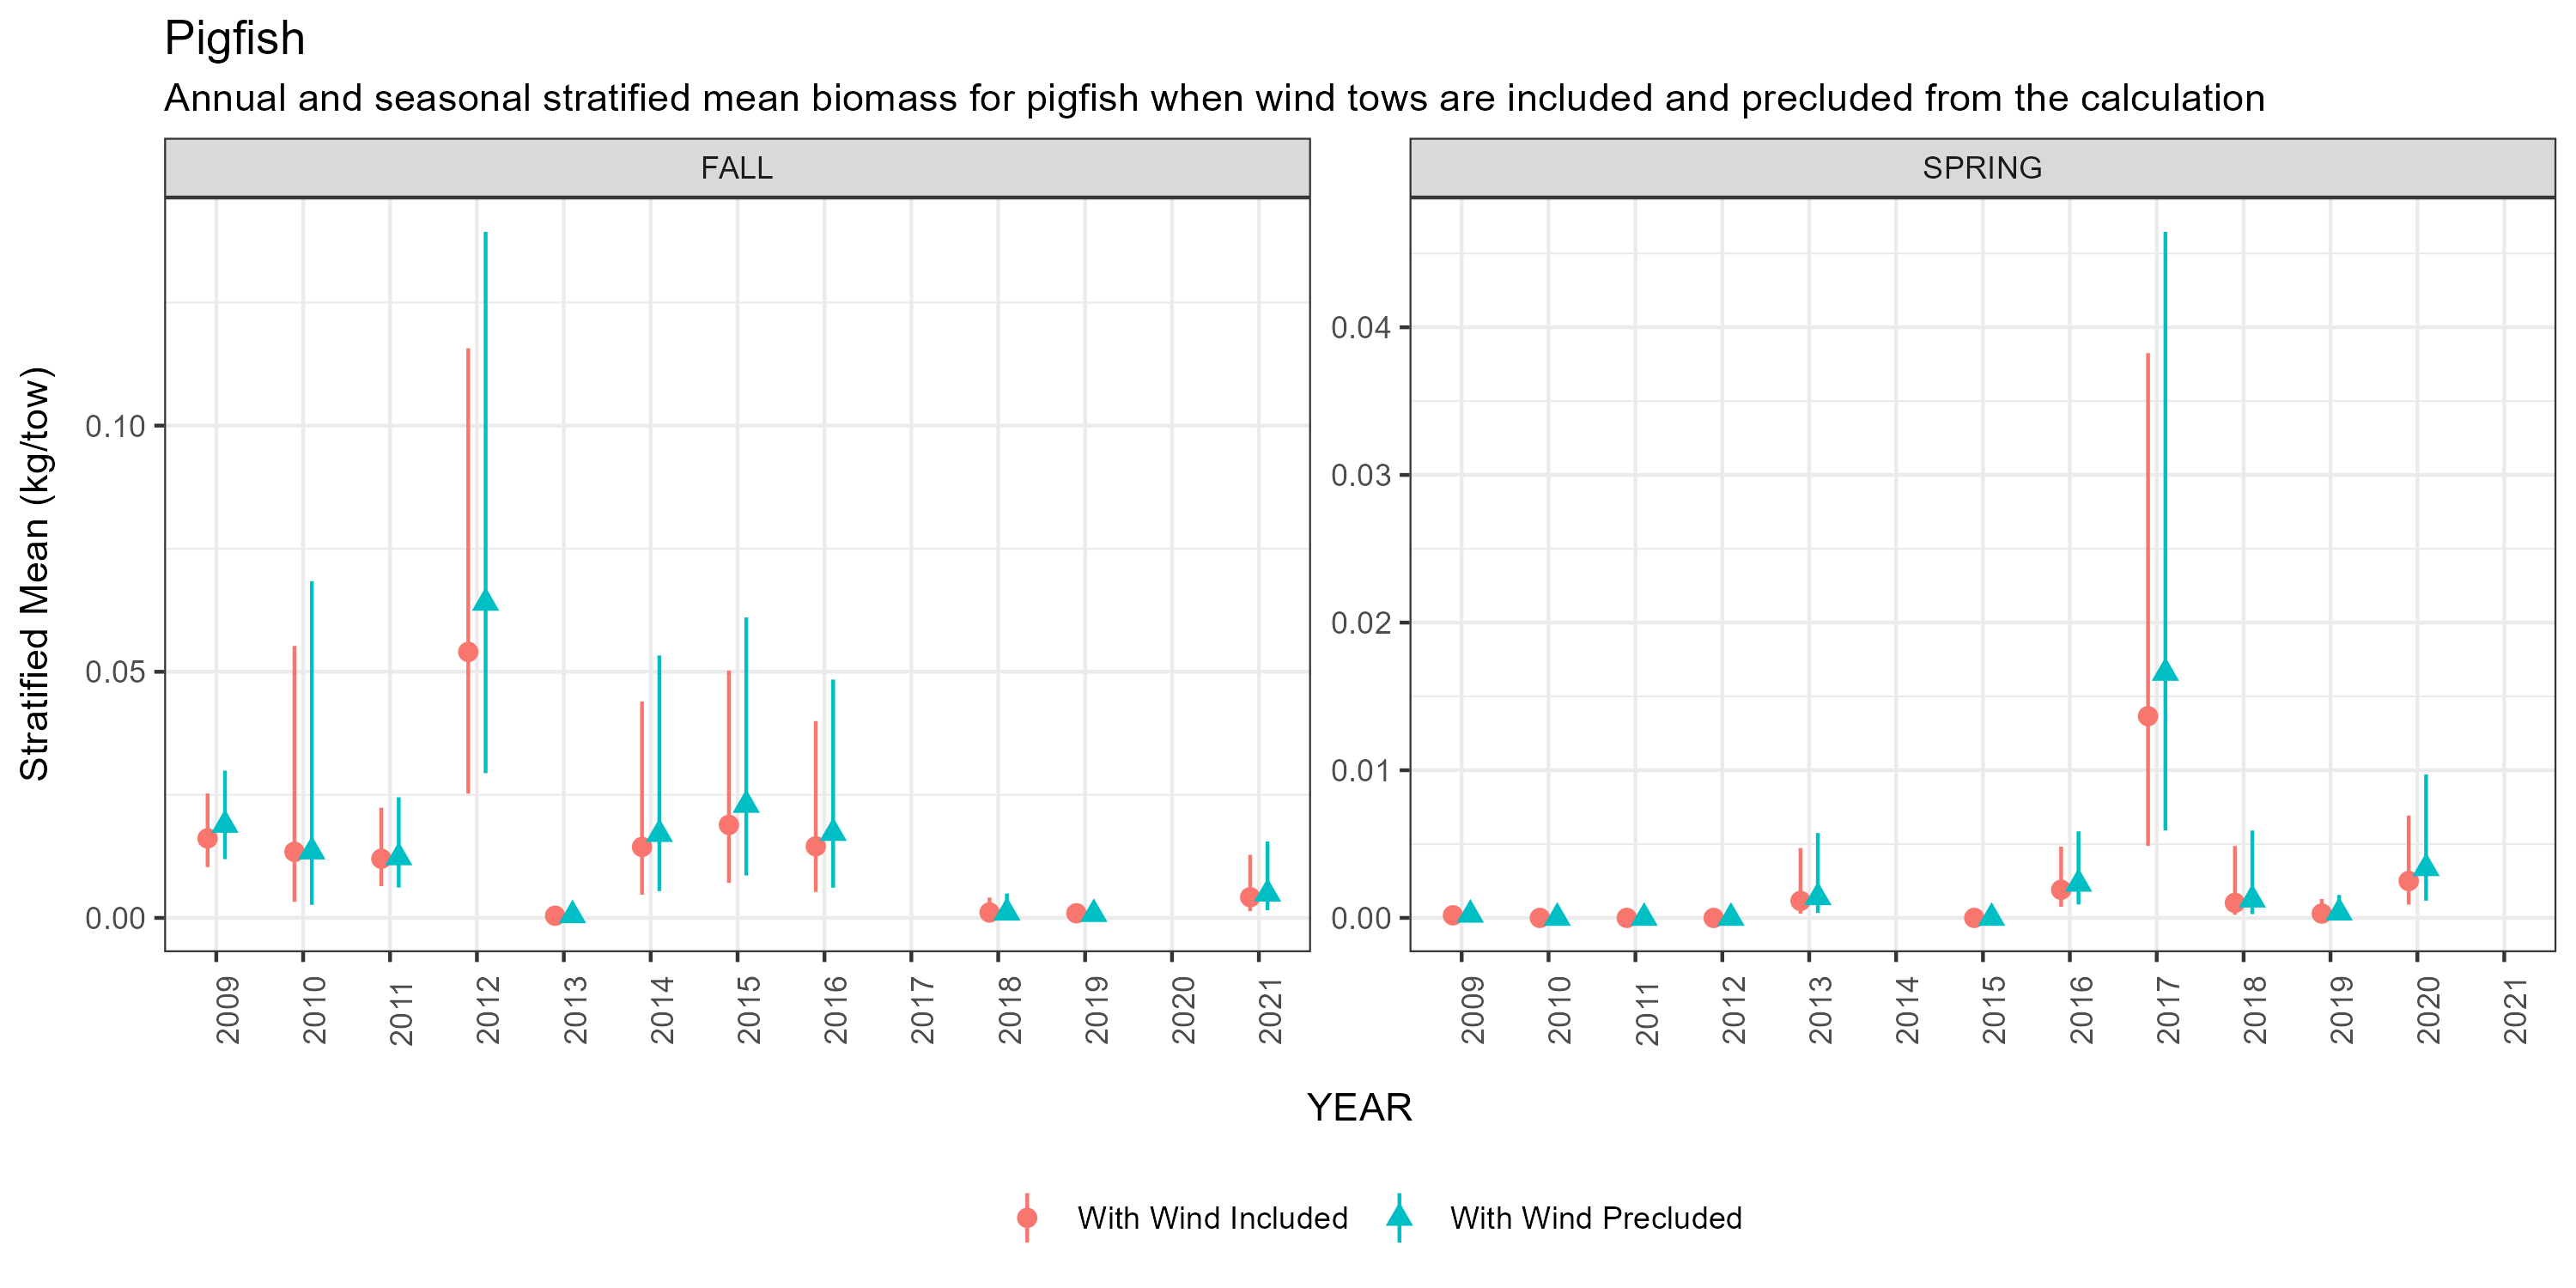 Pigfish
Annual and seasonal stratified mean biomass for pigfish when wind tows are included and precluded from the calculation
FALL
SPRING
Stratified Mean (kg/tow)
0.10
0.05
0.00
0.04
0.03
0.02
0.01
0.00
2009 2010 2011 2012 2013 2014 2015 2016 2017 2018 2019 2020 2021
2009 2010 2011 2012 2013 2014 2015 2016 2017 2018 2019 2020 2021
YEAR
With Wind Included
With Wind Precluded